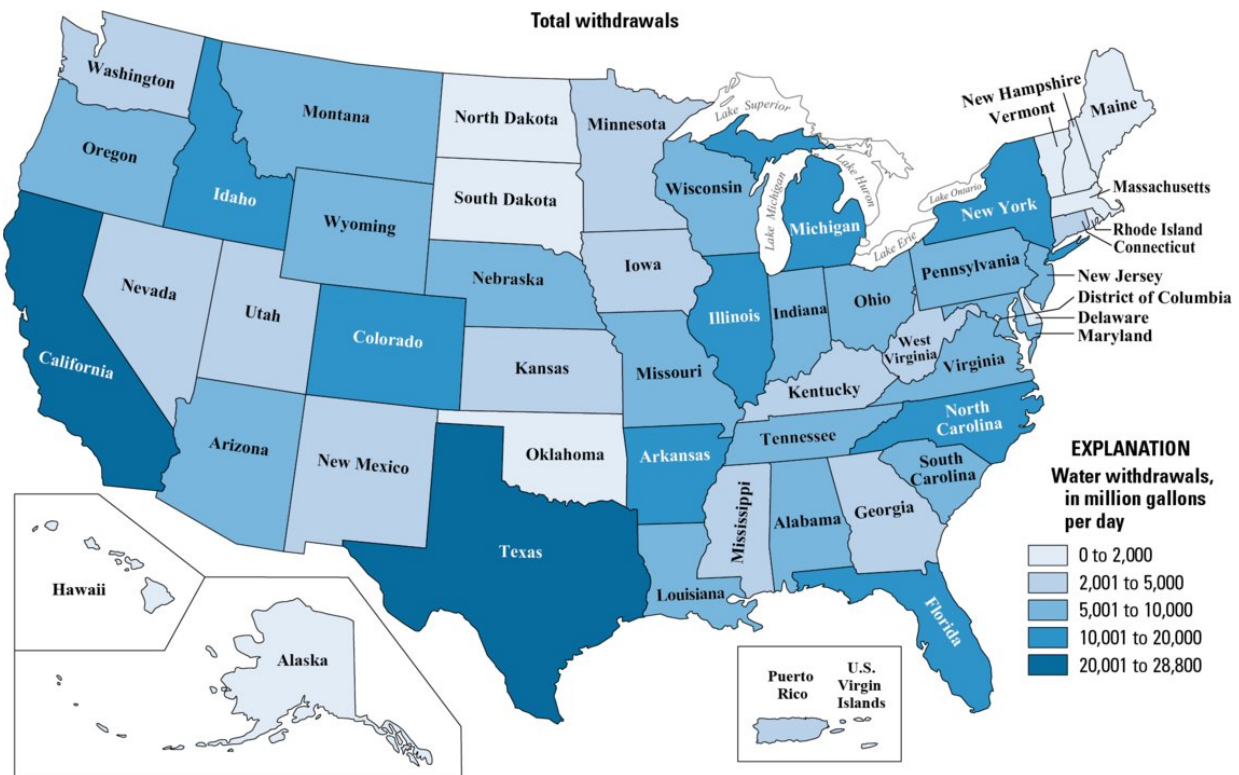 Total withdrawals
Washington
Montana
North Dakota
Minnesota
Lake Superior
New Hampshire
Vermont
Maine
Oregon
Idaho
Wyoming
South Dakota
Wisconsin
Lake Michigan
Michigan
Lake Huron
Lake Ontario
New York
Massachusetts
Rhode Island
Connecticut
Lake Erie
Nevada
Utah
Colorado
Nebraska
Iowa
Illinois
Indiana
Ohio
Pennsylvania
New Jersey
District of Columbia
Delaware
Maryland
California
Kansas
Missouri
Kentucky
West
Virginia
Virginia
Arizona
New Mexico
Oklahoma
Arkansas
Tennessee
North
Carolina
South
Carolina
Texas
Louisiana
Mississippi
Alabama
Georgia
Florida
Hawaii
Alaska
Puerto
Rico
U.S.
Virgin
Islands
EXPLANATION
Water withdrawals,
in million gallons
per day
0 to 2,000
2,001 to 5,000
5,001 to 10,000
10,001 to 20,000
20,001 to 28,800